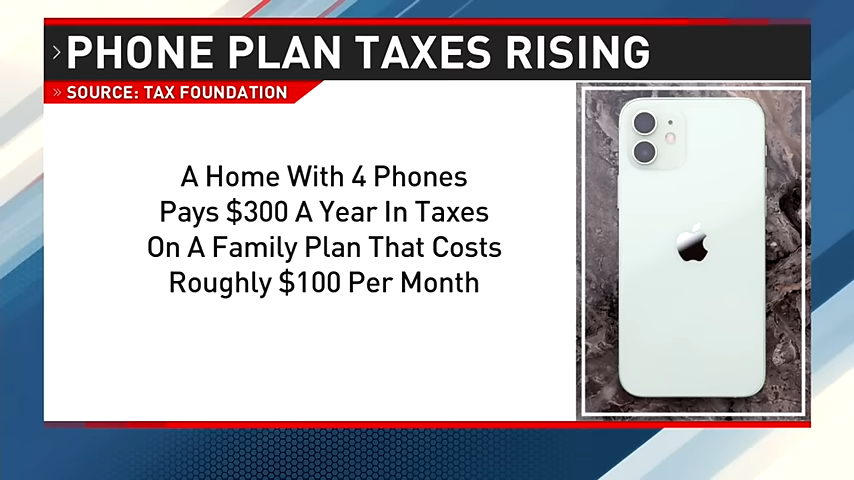 PHONE PLAN TAXES RISING
SOURCE: TAX FOUNDATION
A Home With 4 Phones
Pays $300 A Year In Taxes
On A Family Plan That Costs
Roughly $100 Per Month